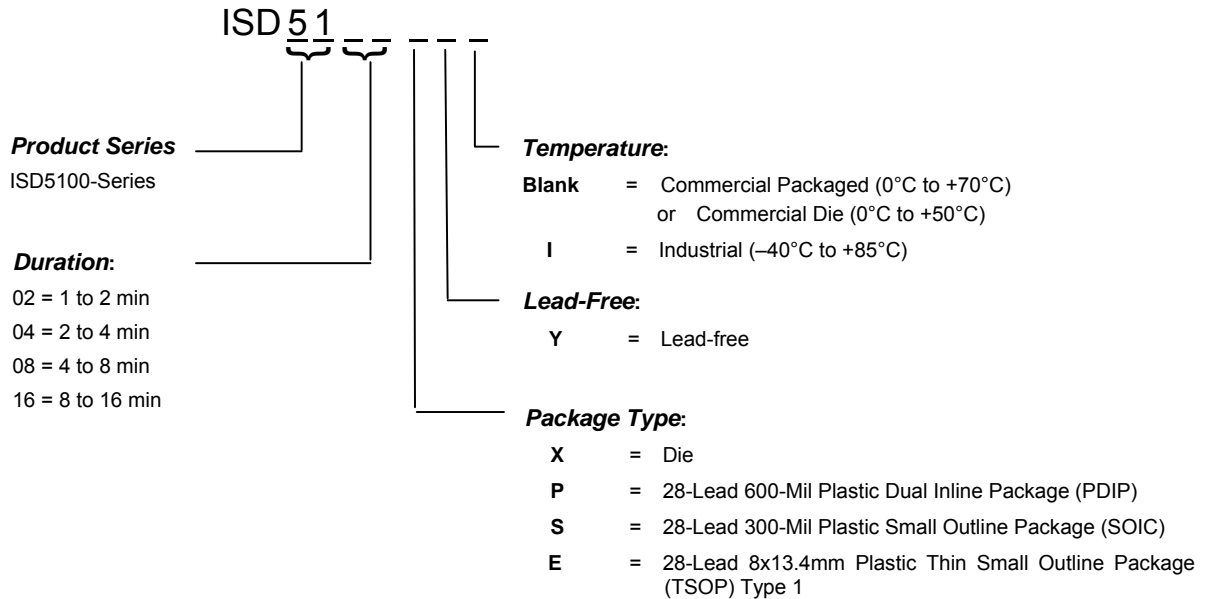 ISD51
Product Series
ISD5100-Series
Duration:
02 = 1 to 2 min
04 = 2 to 4 min
08 = 4 to 8 min
16 = 8 to 16 min
Temperature:
Blank = Commercial Packaged (0°C to +70°C)
or Commercial Die (0°C to +50°C)
I = Industrial (–40°C to +85°C)
Lead-Free:
Y = Lead-free
Package Type:
X = Die
P = 28-Lead 600-Mil Plastic Dual Inline Package (PDIP)
S = 28-Lead 300-Mil Plastic Small Outline Package (SOIC)
E = 28-Lead 8x13.4mm Plastic Thin Small Outline Package
(TSOP) Type 1